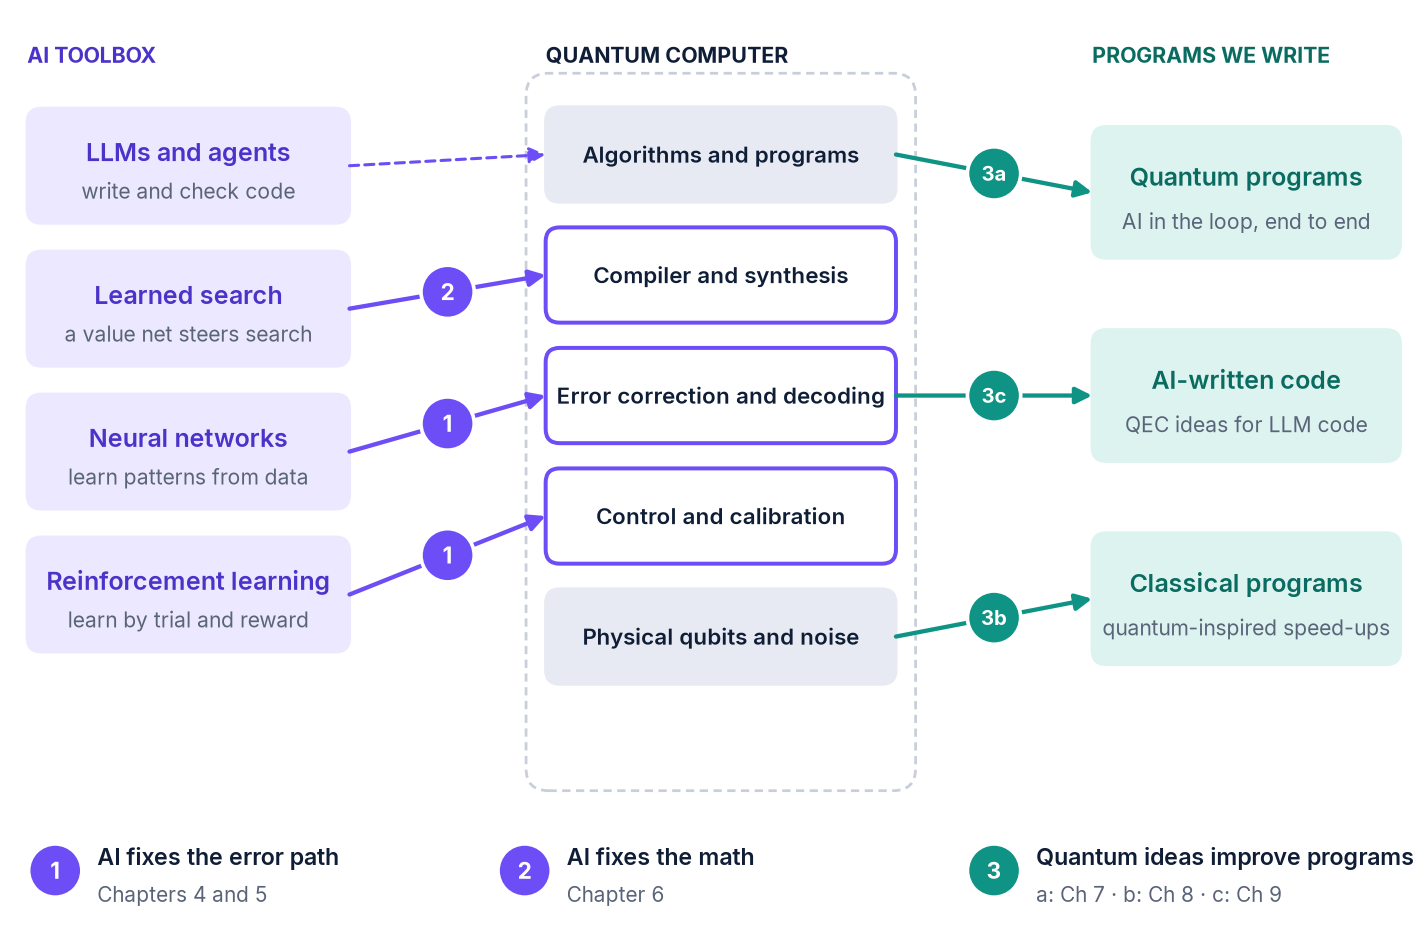 AI TOOLBOX
QUANTUM COMPUTER
PROGRAMS WE WRITE
LLMs and agents
write and check code
Learned search
a value net steers search
Neural networks
learn patterns from data
Reinforcement learning
learn by trial and reward
2
1
1
Algorithms and programs
Compiler and synthesis
Error correction and decoding
Control and calibration
Physical qubits and noise
3a
3c
3b
Quantum programs
AI in the loop, end to end
AI-written code
QEC ideas for LLM code
Classical programs
quantum-inspired speed-ups
1
AI fixes the error path
Chapters 4 and 5
2
AI fixes the math
Chapter 6
3
Quantum ideas improve programs
a: Ch 7 · b: Ch 8 · c: Ch 9